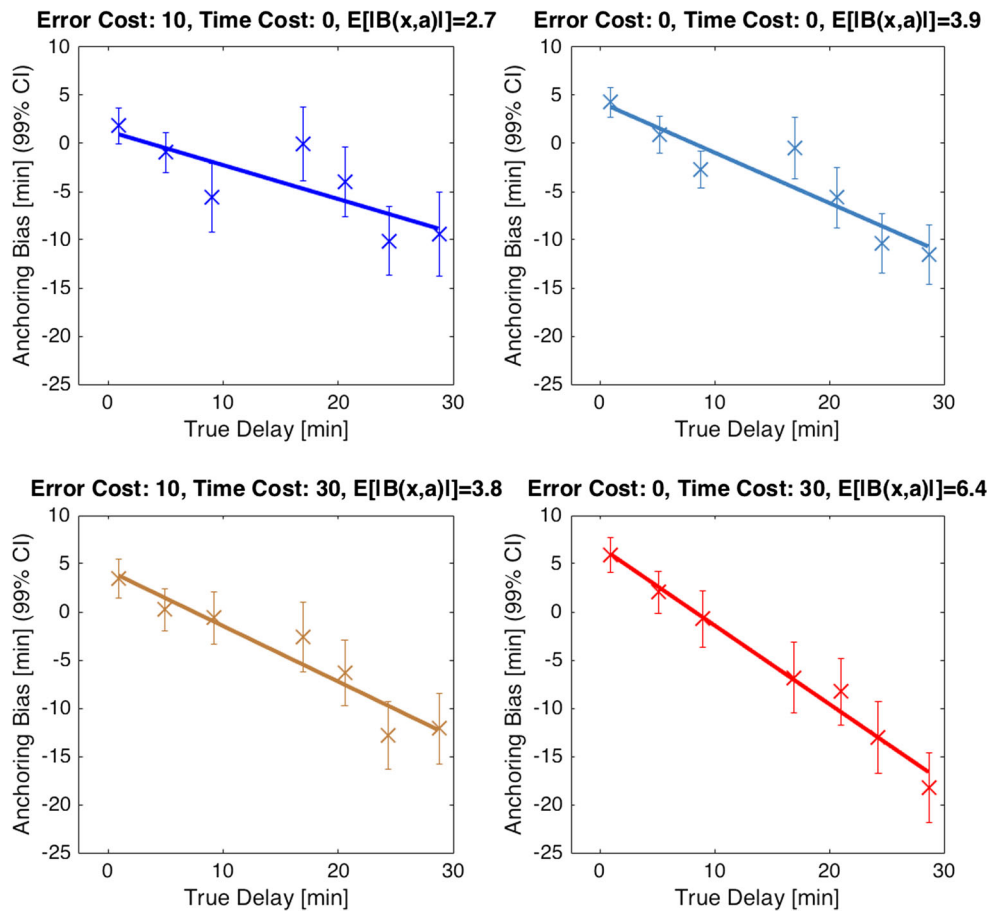 Error Cost: 10, Time Cost: 0, E[|B(x,a)|]=2.7
10
5
0
-5
-10
-15
-20
-25
Anchoring Bias [min] (99% CI)
0 10 20 30
True Delay [min]
Error Cost: 0, Time Cost: 0, E[|B(x,a)|]=3.9
10
5
0
-5
-10
-15
-20
-25
Anchoring Bias [min] (99% CI)
0 10 20 30
True Delay [min]
Error Cost: 10, Time Cost: 30, E[|B(x,a)|]=3.8
10
5
0
-5
-10
-15
-20
-25
Anchoring Bias [min] (99% CI)
0 10 20 30
True Delay [min]
Error Cost: 0, Time Cost: 30, E[|B(x,a)|]=6.4
10
5
0
-5
-10
-15
-20
-25
Anchoring Bias [min] (99% CI)
0 10 20 30
True Delay [min]